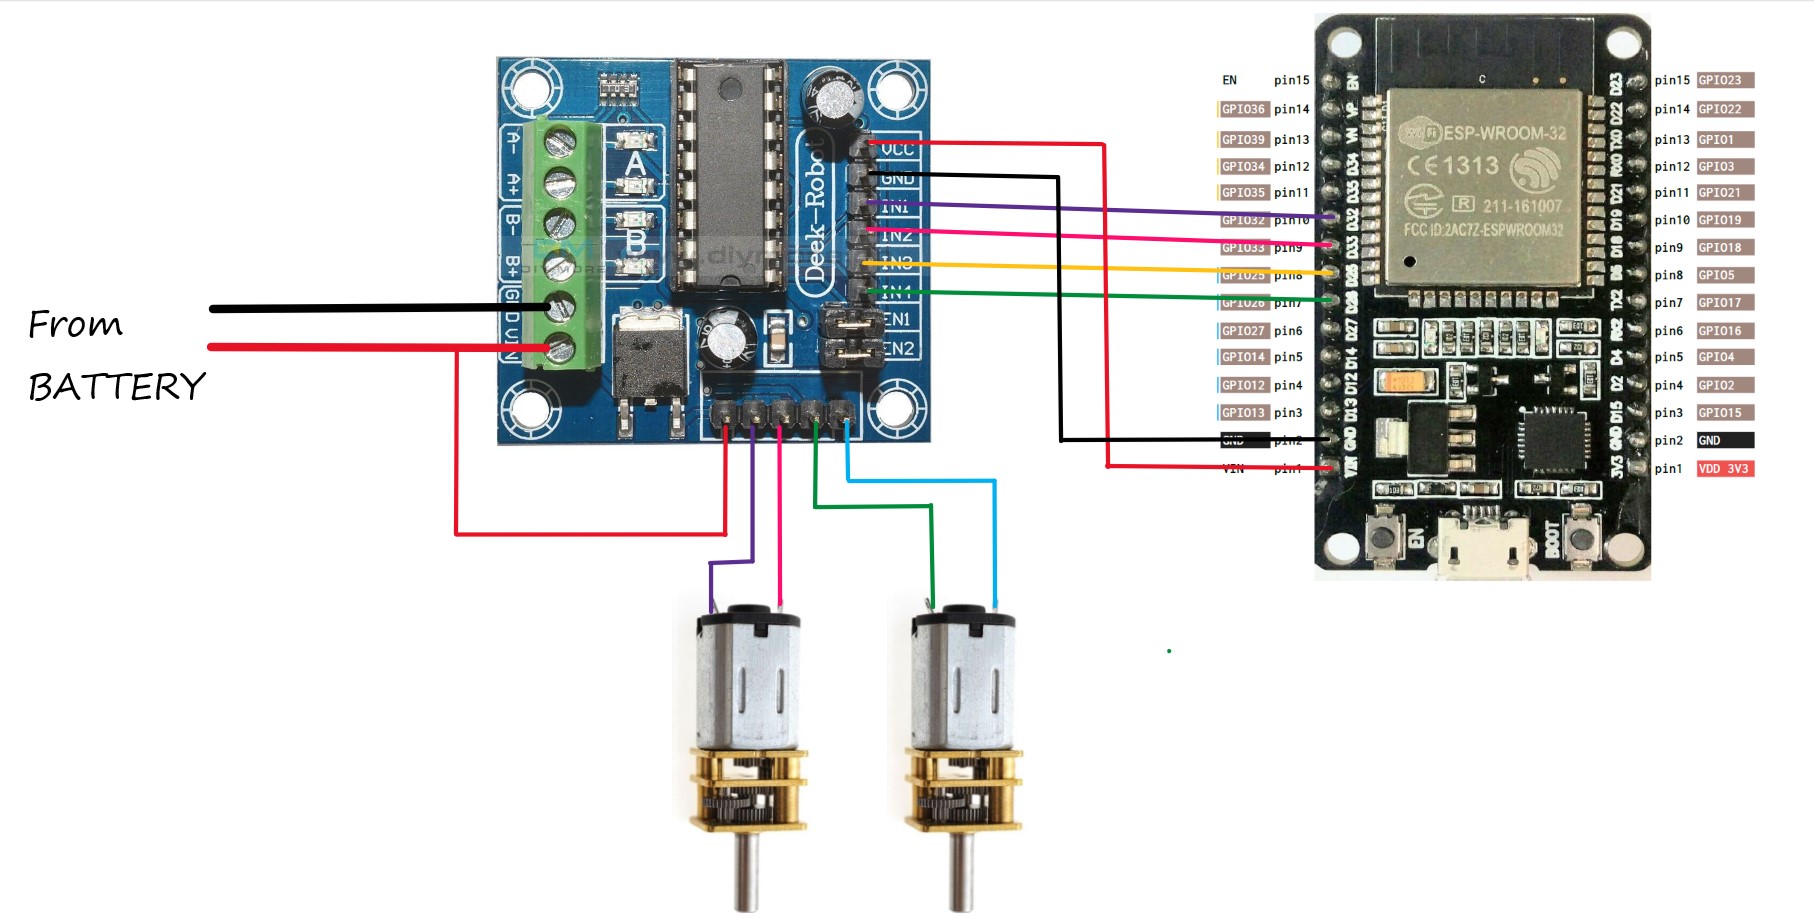 From
BATTERY
A-
A+
B-
B+
VIN
A
B
Deek-Robot
VCC
GND
IN1
IN2
IN3
IN4
EN1
EN2
EN pin15
GPIO36 pin14
GPIO39 pin13
GPIO34 pin12
GPIO35 pin11
GPIO32 pin10
GPIO33 pin9
GPIO25 pin8
GPIO26 pin7
GPIO27 pin6
GPIO14 pin5
GPIO12 pin4
GPIO13 pin3
GND pin2
VIN pin1
EN
VP
VN
D34
D35
D32
D33
D25
D26
D27
D14
D12
D13
GND
VIN
C
WiFi
ESP-WROOM-32
CE1313
R 211-161007
FCC ID:2AC7Z-ESPWROOM32
D23
D22
TX0
RX0
D21
D19
D18
D5
TX2
RX2
D4
D2
D15
GND
3V3
EN
BOOT
pin15 GPIO23
pin14 GPIO22
pin13 GPIO1
pin12 GPIO3
pin11 GPIO21
pin10 GPIO19
pin9 GPIO18
pin8 GPIO5
pin7 GPIO17
pin6 GPIO16
pin5 GPIO4
pin4 GPIO2
pin3 GPIO15
pin2 GND
pin1 VDD 3V3